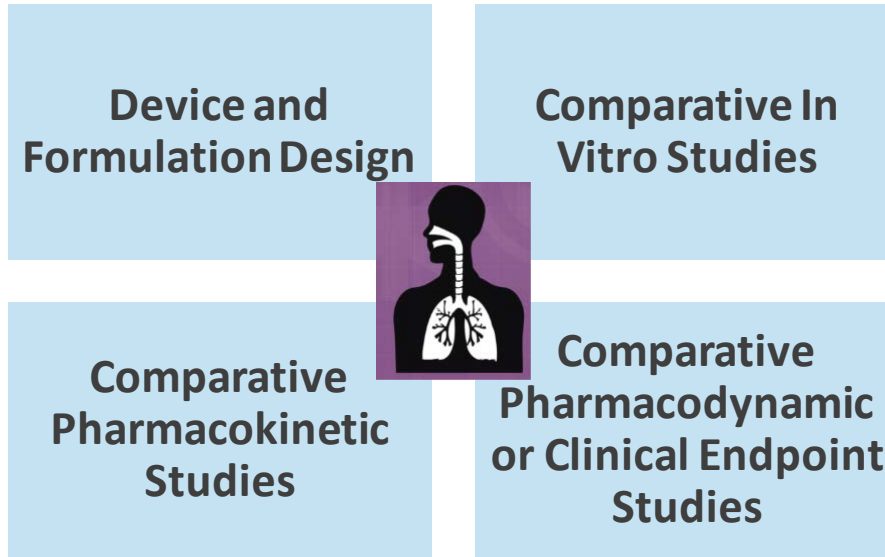 Device and
Formulation Design
Comparative In
Vitro Studies
Comparative
Pharmacokinetic
Studies
Comparative
Pharmacodynamic
or Clinical Endpoint
Studies